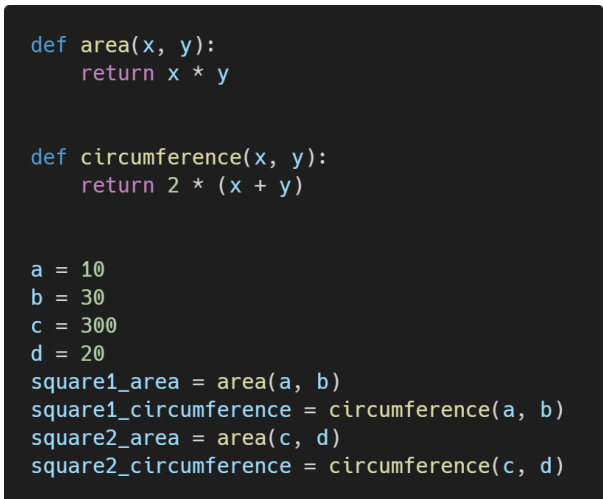 def area(x, y):
    return x * y
def circumference(x, y):
    return 2 * (x + y)
a = 10
b = 30
c = 300
d = 20
square1_area = area(a, b)
square1_circumference = circumference(a, b)
square2_area = area(c, d)
square2_circumference = circumference(c, d)